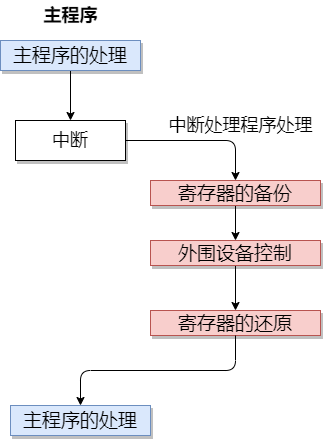 主程序
主程序的处理
中断
中断处理程序处理
寄存器的备份
外围设备控制
寄存器的还原
主程序的处理